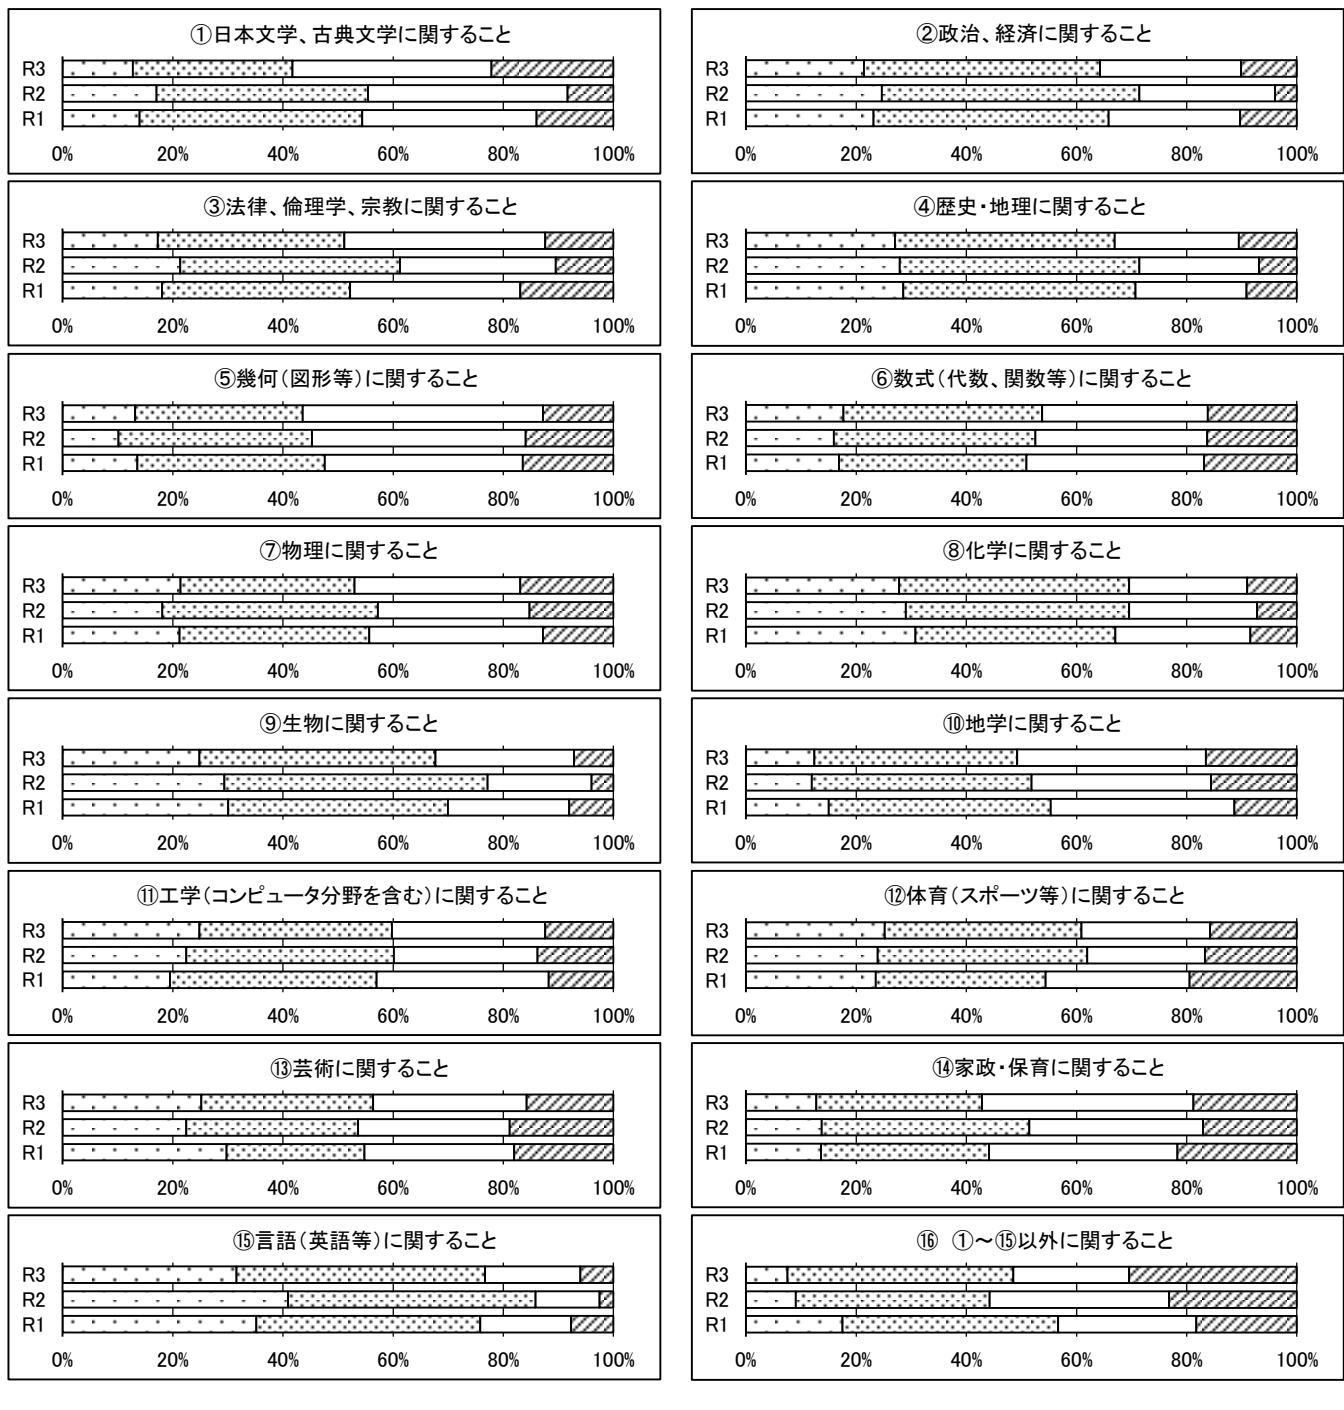 ①日本文学、古典文学に関すること
R3
R2
R1
0% 20% 40% 60% 80% 100%
②政治、経済に関すること
R3
R2
R1
0% 20% 40% 60% 80% 100%
③法律、倫理学、宗教に関すること
R3
R2
R1
0% 20% 40% 60% 80% 100%
④歴史・地理に関すること
R3
R2
R1
0% 20% 40% 60% 80% 100%
⑤幾何（図形等）に関すること
R3
R2
R1
0% 20% 40% 60% 80% 100%
⑥数式（代数、関数等）に関すること
R3
R2
R1
0% 20% 40% 60% 80% 100%
⑦物理に関すること
R3
R2
R1
0% 20% 40% 60% 80% 100%
⑧化学に関すること
R3
R2
R1
0% 20% 40% 60% 80% 100%
⑨生物に関すること
R3
R2
R1
0% 20% 40% 60% 80% 100%
⑩地学に関すること
R3
R2
R1
0% 20% 40% 60% 80% 100%
⑪工学（コンピュータ分野を含む）に関すること
R3
R2
R1
0% 20% 40% 60% 80% 100%
⑫体育（スポーツ等）に関すること
R3
R2
R1
0% 20% 40% 60% 80% 100%
⑬芸術に関すること
R3
R2
R1
0% 20% 40% 60% 80% 100%
⑭家政・保育に関すること
R3
R2
R1
0% 20% 40% 60% 80% 100%
⑮言語（英語等）に関すること
R3
R2
R1
0% 20% 40% 60% 80% 100%
⑯ ①～⑮以外に関すること
R3
R2
R1
0% 20% 40% 60% 80% 100%